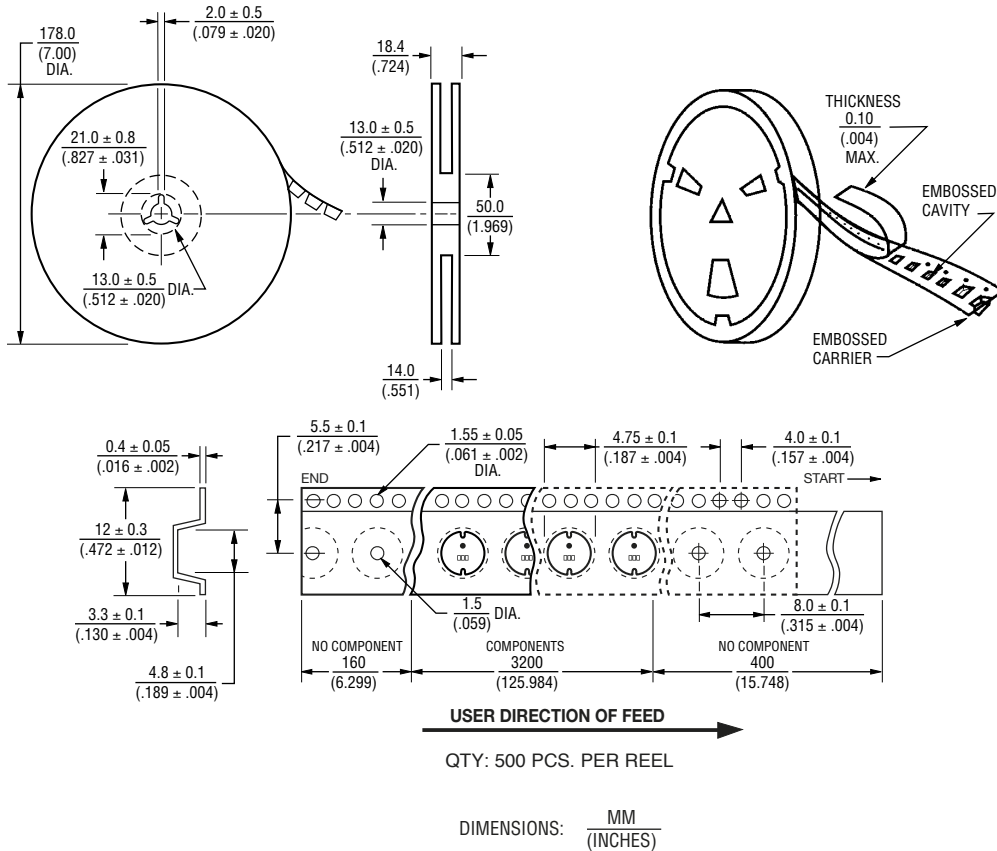 2.0 ± 0.5
(.079 ± .020)
178.0
(7.00)
DIA.
18.4
(.724)
21.0 ± 0.8
(.827 ± .031)
13.0 ± 0.5
(.512 ± .020)
DIA.
50.0
(1.969)
13.0 ± 0.5
(.512 ± .020)
DIA.
14.0
(.551)
THICKNESS
0.10
(.004)
MAX.
EMBOSSED
CAVITY
EMBOSSED
CARRIER
0.4 ± 0.05
(.016 ± .002)
5.5 ± 0.1
(.217 ± .004)
1.55 ± 0.05
(.061 ± .002)
DIA.
4.75 ± 0.1
(.187 ± .004)
4.0 ± 0.1
(.157 ± .004)
END
START
12 ± 0.3
(.472 ± .012)
3.3 ± 0.1
(.130 ± .004)
4.8 ± 0.1
(.189 ± .004)
1.5
(.059)
DIA.
8.0 ± 0.1
(.315 ± .004)
NO COMPONENT
160
(6.299)
COMPONENTS
3200
(125.984)
NO COMPONENT
400
(15.748)
USER DIRECTION OF FEED
QTY: 500 PCS. PER REEL
DIMENSIONS:
MM
(INCHES)